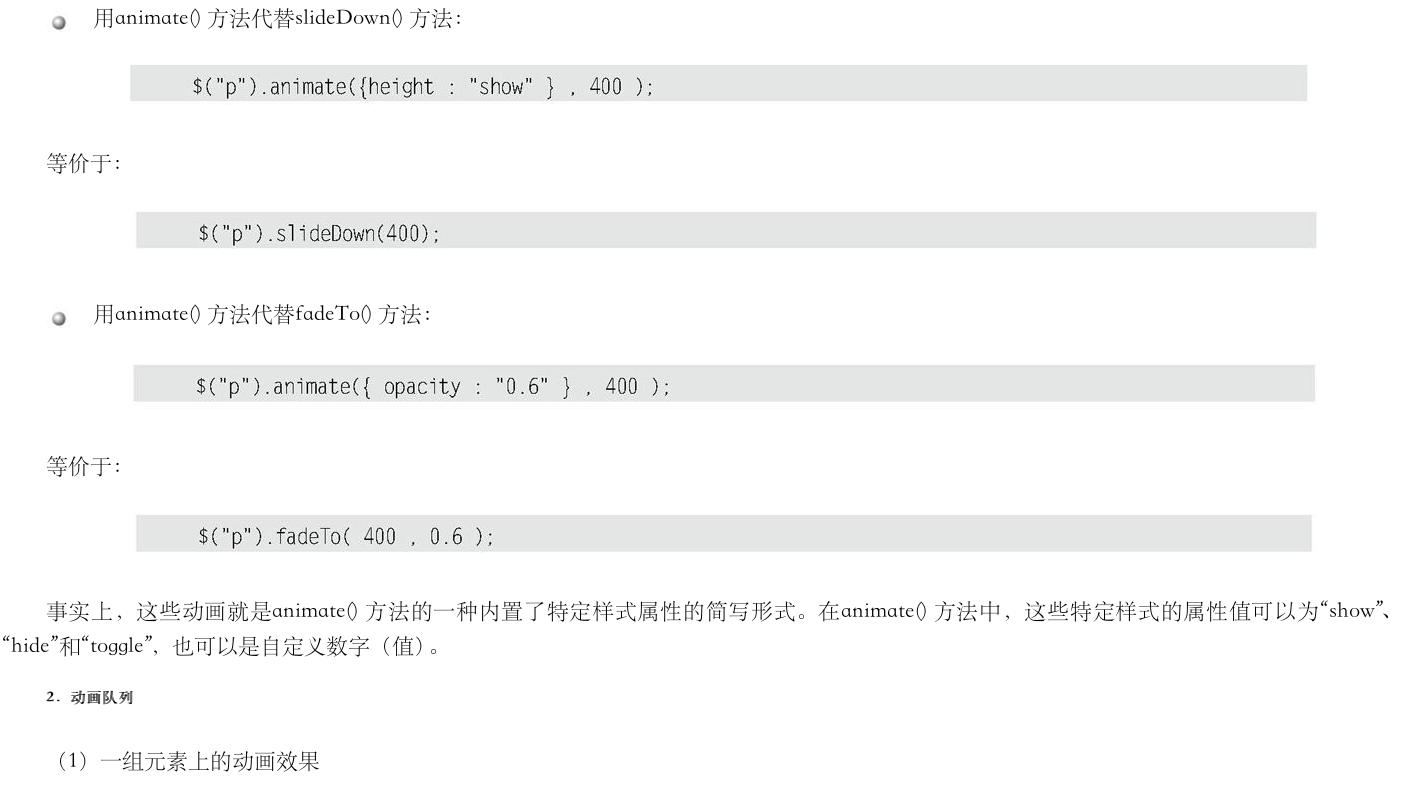 用animate() 方法代替slideDown() 方法：
$("p").animate({height : "show" } , 400 );
等价于：
$("p").slideDown(400);
用animate() 方法代替fadeTo() 方法：
$("p").animate({ opacity : "0.6" } , 400 );
等价于：
$("p").fadeTo( 400 , 0.6 );
事实上，这些动画就是animate() 方法的一种内置了特定样式属性的简写形式。在animate() 方法中，这些特定样式的属性值可以为“show”、
“hide”和“toggle”，也可以是自定义数字（值）。
2．动画队列
（1）一组元素上的动画效果